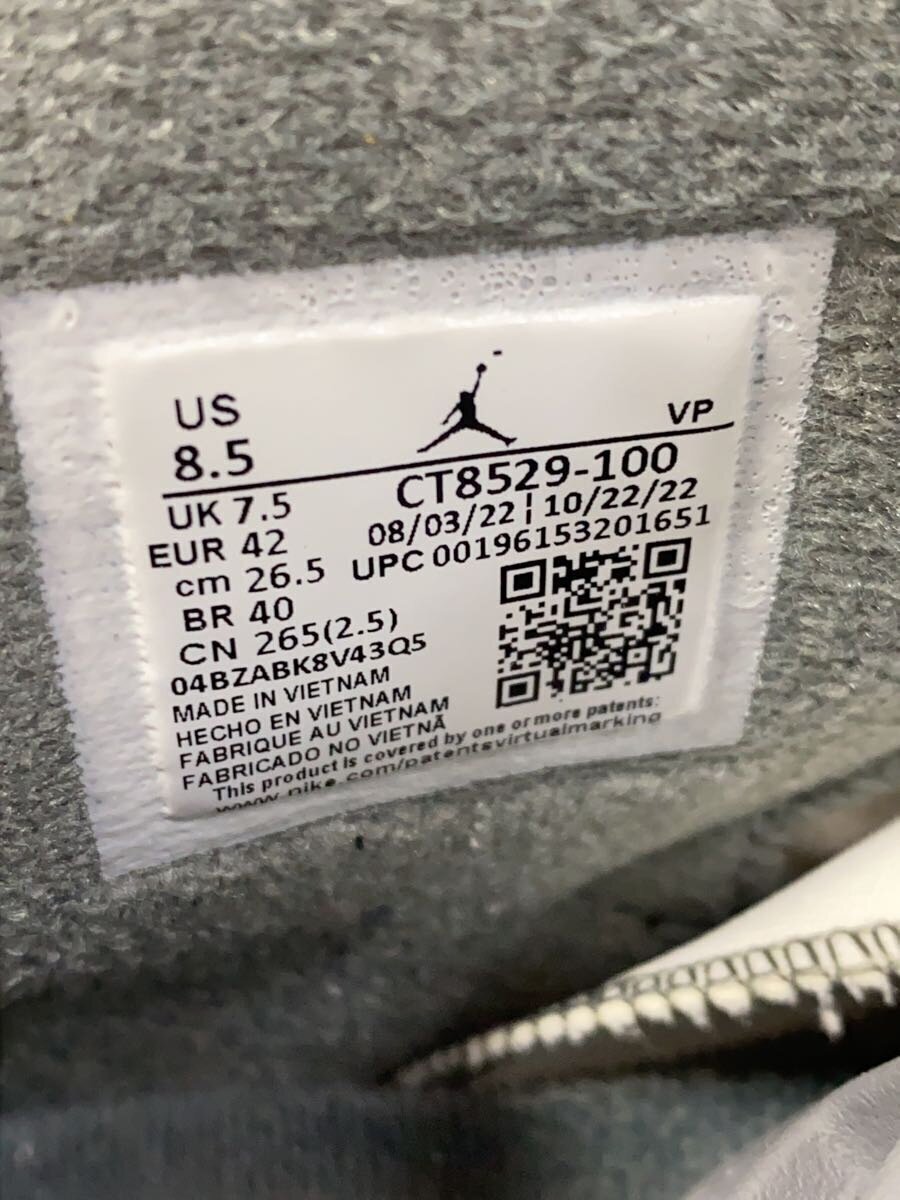 US
8.5
VP
UK 7.5
EUR 42
cm 26.5
BR 40
CN 265(2.5)
CT8529-100
08/03/22 ¦ 10/22/22
UPC 00196153201651
04BZABK8V43Q5
MADE IN VIETNAM
HECHO EN VIETNAM
FABRIQUE AU VIETNAM
FABRICADO NO VIETNÃ
This product is covered by one or more patents:
www.nike.com/patentsvirtualmarking